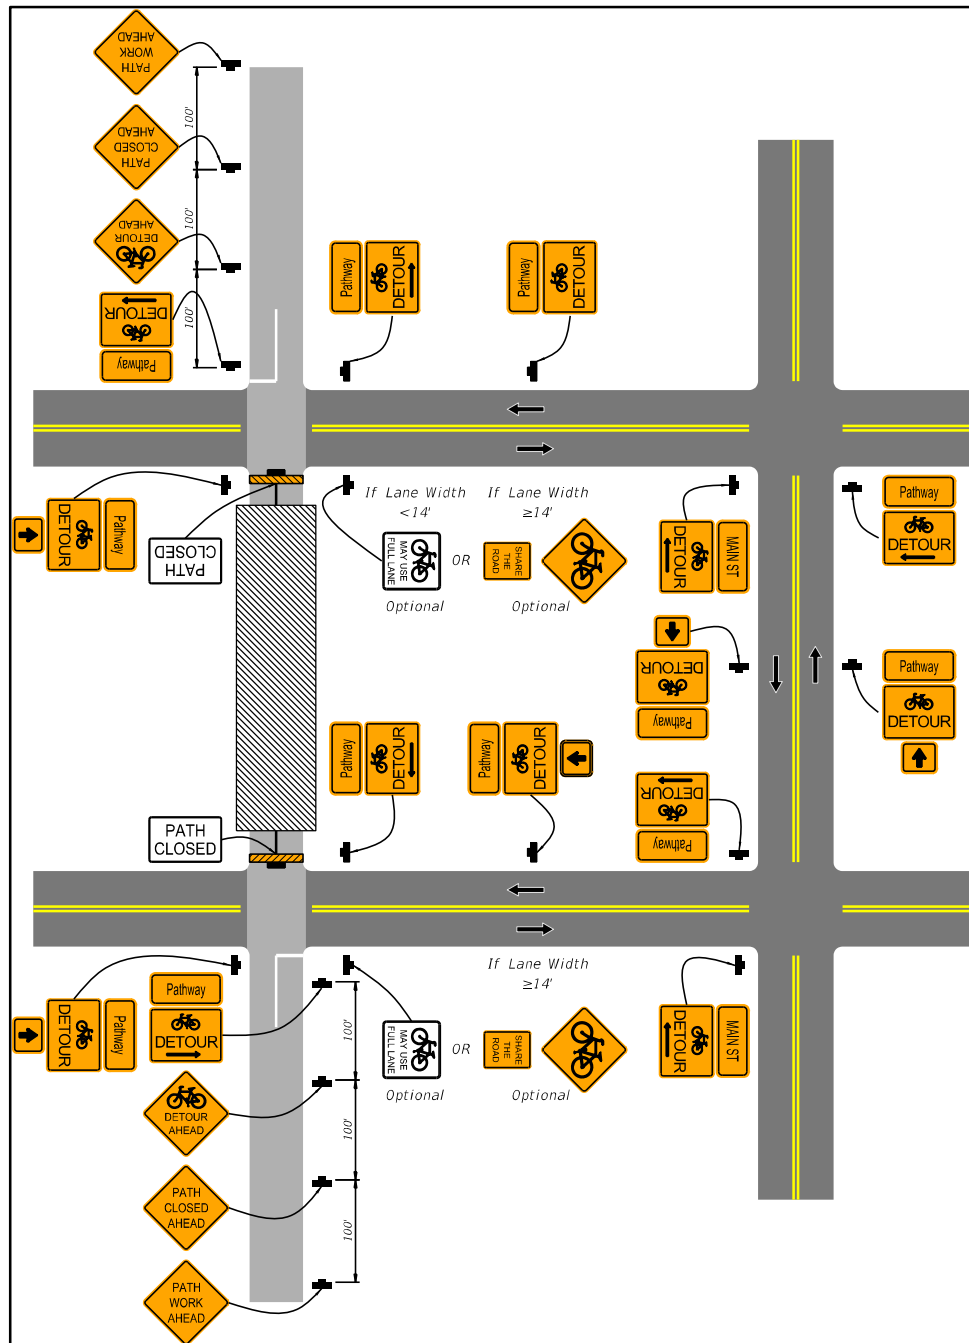 PATH
WORK
AHEAD
100'
PATH
CLOSED
AHEAD
100'
DETOUR
AHEAD
100'
DETOUR
Pathway
Pathway
DETOUR
Pathway
DETOUR
DETOUR
Pathway
PATH
CLOSED
If Lane Width
<14'
MAY USE
FULL LANE
Optional
OR
If Lane Width
≥14'
SHARE
THE
ROAD
Optional
DETOUR
MAIN ST
Pathway
DETOUR
DETOUR
Pathway
Pathway
DETOUR
Pathway
DETOUR
Pathway
DETOUR
DETOUR
Pathway
PATH
CLOSED
DETOUR
Pathway
Pathway
DETOUR
If Lane Width
≥14'
MAY USE
FULL LANE
Optional
OR
SHARE
THE
ROAD
Optional
DETOUR
MAIN ST
100'
DETOUR
AHEAD
100'
PATH
CLOSED
AHEAD
100'
PATH
WORK
AHEAD